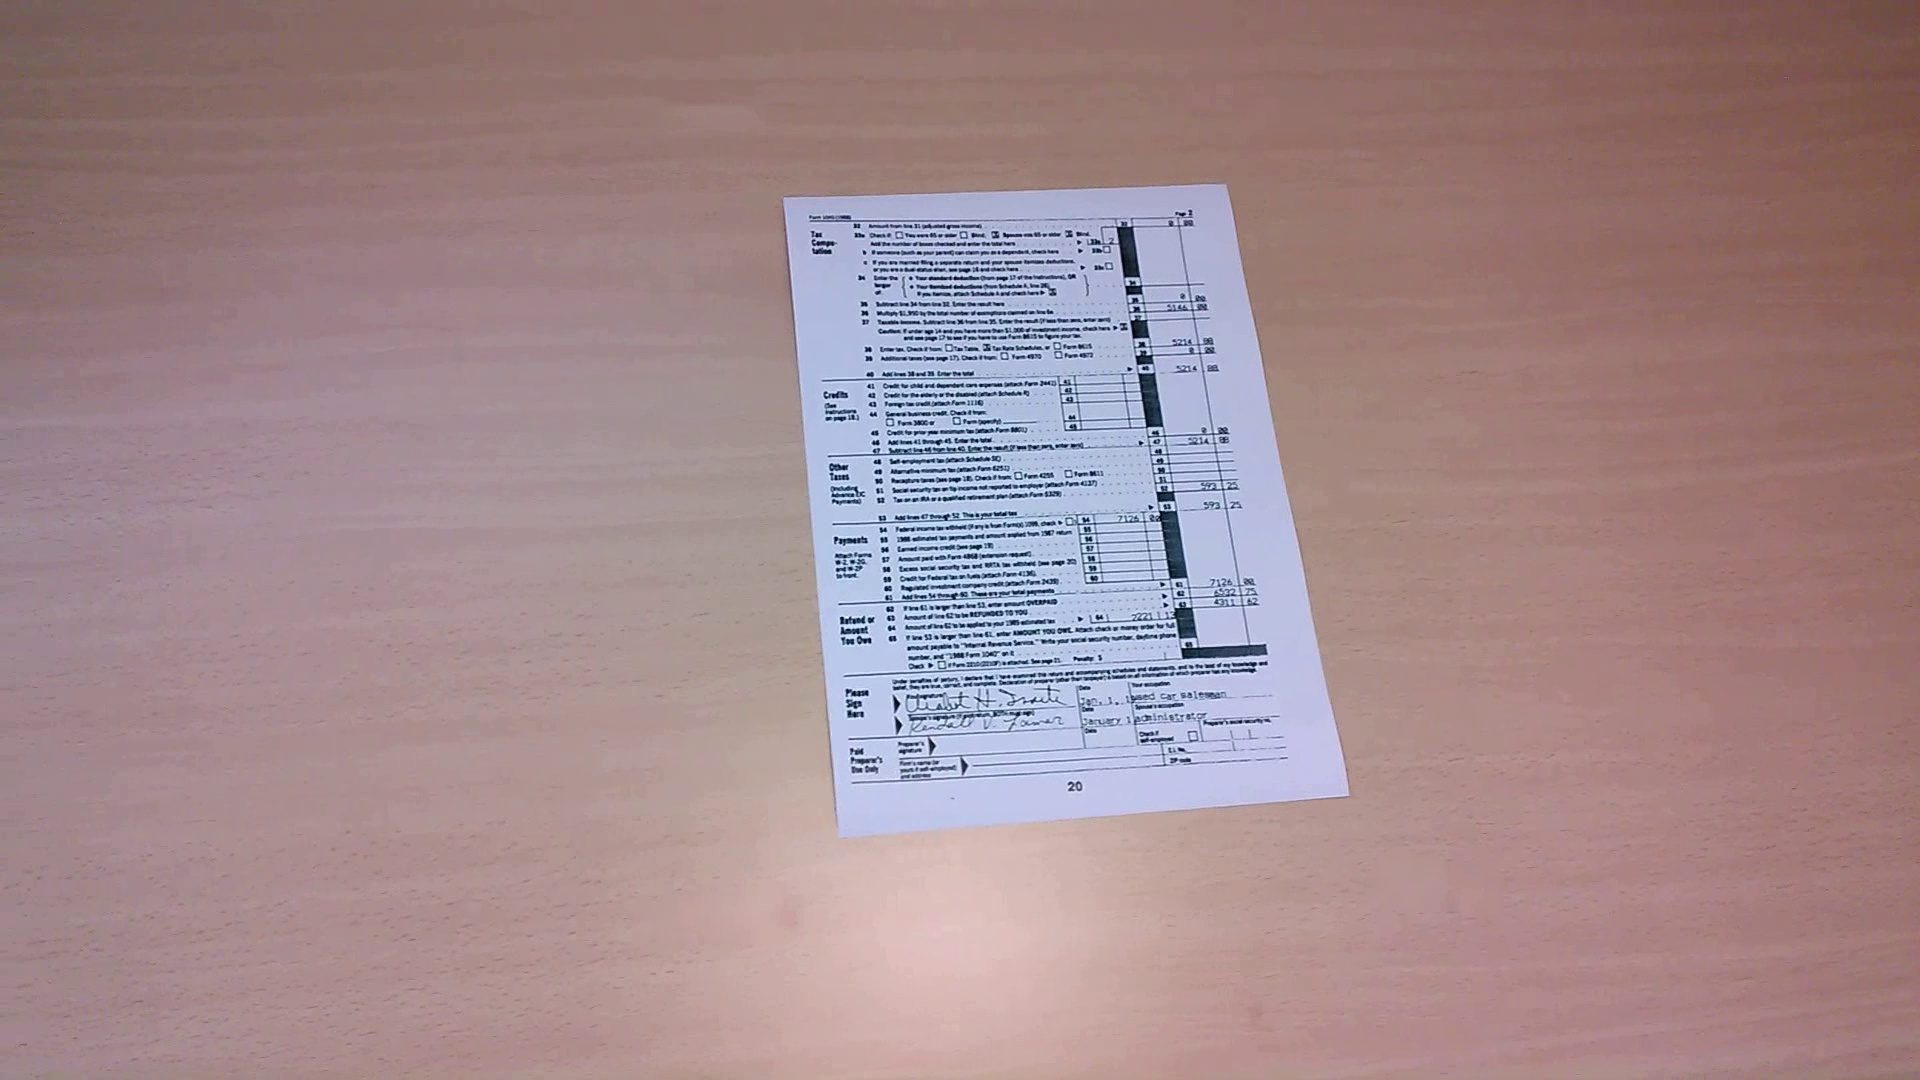 Form 1040 (1988) Page 2
Tax Compu- tation
32 Amount from line 31 (adjusted gross income) 32 0 00
33a Check if: You were 65 or older Blind; Spouse was 65 or older Blind.
Add the number of boxes checked and enter the total here 33a 2
b If someone (such as your parent) can claim you as a dependent, check here 33b
c If you are married filing a separate return and your spouse itemizes deductions, or you are a dual-status alien, see page 16 and check here 33c
34 Enter the larger of: Your standard deduction (from page 17 of the Instructions), OR
Your itemized deductions (from Schedule A, line 26).
If you itemize, attach Schedule A and check here 34
35 Subtract line 34 from line 32. Enter the result here 35 0 00
36 Multiply $1,950 by the total number of exemptions claimed on line 6e 36 5146 00
37 Taxable income. Subtract line 36 from line 35. Enter the result (if less than zero, enter zero) 37
Caution: If under age 14 and you have more than $1,000 of investment income, check here
and see page 17 to see if you have to use Form 8615 to figure your tax.
38 Enter tax. Check if from: Tax Table, Tax Rate Schedules, or Form 8615 38 5214 88
39 Additional taxes (see page 17). Check if from: Form 4970 Form 4972 39 0 00
40 Add lines 38 and 39. Enter the total 40 5214 88
Credits
(See Instructions on page 18.)
41 Credit for child and dependent care expenses (attach Form 2441) 41
42 Credit for the elderly or the disabled (attach Schedule R) 42
43 Foreign tax credit (attach Form 1116) 43
44 General business credit. Check if from:
Form 3800 or Form (specify) 44
45 Credit for prior year minimum tax (attach Form 8801) 45
46 Add lines 41 through 45. Enter the total 46 0 00
47 Subtract line 46 from line 40. Enter the result (if less than zero, enter zero) 47 5214 88
Other Taxes
(Including Advance EIC Payments)
48 Self-employment tax (attach Schedule SE) 48
49 Alternative minimum tax (attach Form 6251) 49
50 Recapture taxes (see page 18). Check if from: Form 4255 Form 8611 50
51 Social security tax on tip income not reported to employer (attach Form 4137) 51
52 Tax on an IRA or a qualified retirement plan (attach Form 5329) 52 593 25
53 Add lines 47 through 52. This is your total tax 53 593 25
Payments
Attach Forms W-2, W-2G, and W-2P to front.
54 Federal income tax withheld (if any is from Form(s) 1099, check 54 7126 00
55 1988 estimated tax payments and amount applied from 1987 return 55
56 Earned income credit (see page 19) 56
57 Amount paid with Form 4868 (extension request) 57
58 Excess social security tax and RRTA tax withheld (see page 20) 58
59 Credit for Federal tax on fuels (attach Form 4136) 59
60 Regulated investment company credit (attach Form 2439) 60
61 Add lines 54 through 60. These are your total payments 61 7126 00
Refund or Amount You Owe
62 If line 61 is larger than line 53, enter amount OVERPAID 62 6532 75
63 Amount of line 62 to be REFUNDED TO YOU 63 4311 62
64 Amount of line 62 to be applied to your 1989 estimated tax 64 2221 13
65 If line 53 is larger than line 61, enter AMOUNT YOU OWE. Attach check or money order for full
amount payable to "Internal Revenue Service." Write your social security number, daytime phone
number, and "1988 Form 1040" on it 65
Check if Form 2210 (2210F) is attached. See page 21. Penalty: $
Please Sign Here
Under penalties of perjury, I declare that I have examined this return and accompanying schedules and statements, and to the best of my knowledge and
belief, they are true, correct, and complete. Declaration of preparer (other than taxpayer) is based on all information of which preparer has any knowledge.
Your signature Date Your occupation
Jan. 1, 1 used car salesman
Spouse's signature (if joint return, BOTH must sign) Date Spouse's occupation
Kendall V. January 1 administrator
Paid Preparer's Use Only
Preparer's signature Date Check if self-employed Preparer's social security no.
Firm's name (or yours if self-employed) and address E.I. No.
ZIP code
20